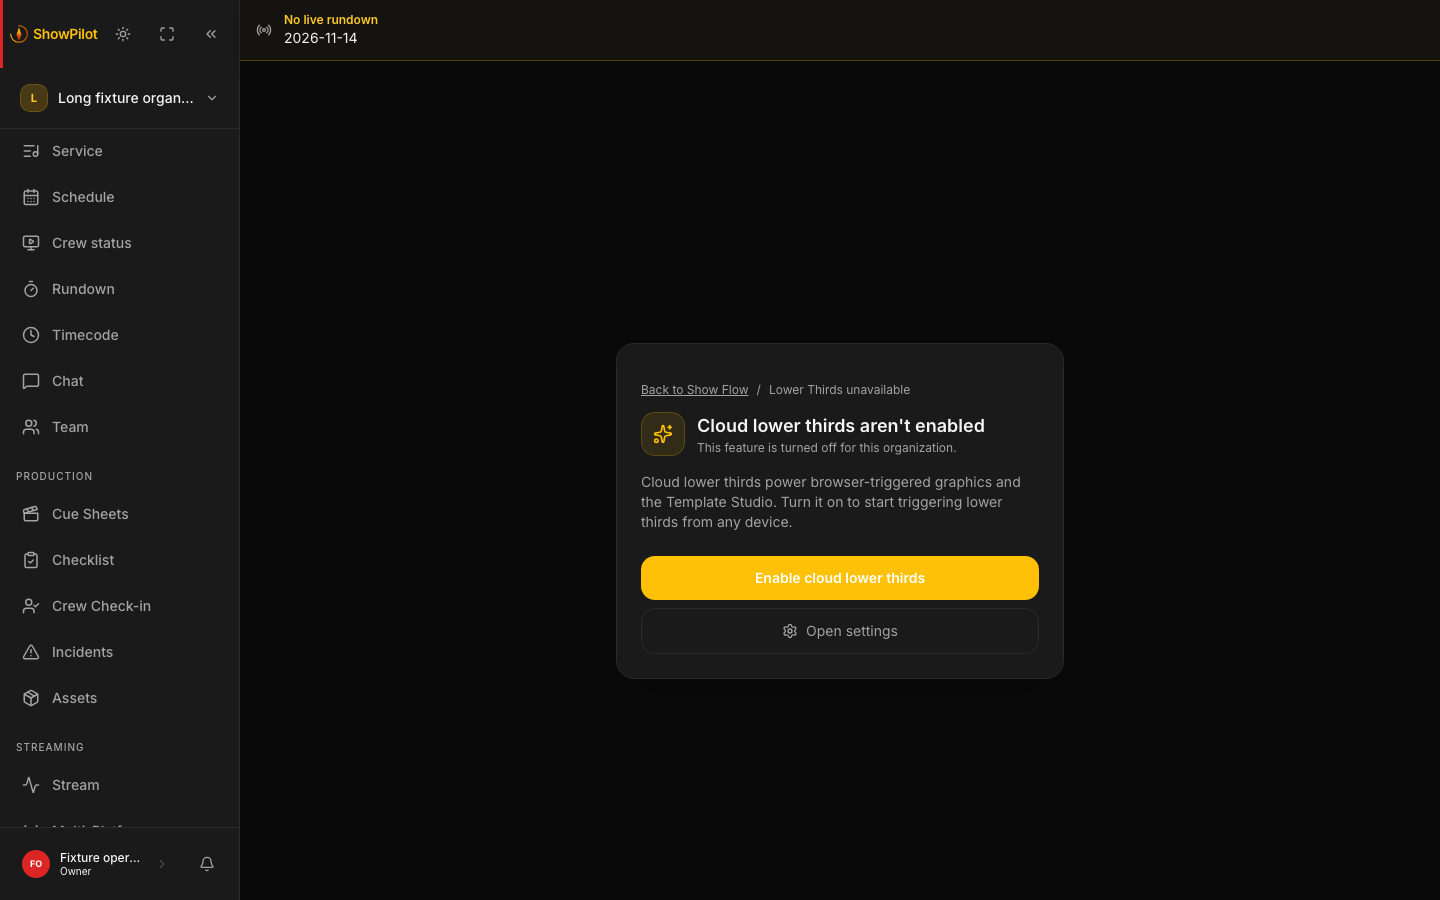 ShowPilot
No live rundown
2026-11-14
L
Long fixture organ...
Service
Schedule
Crew status
Rundown
Timecode
Chat
Team
PRODUCTION
Cue Sheets
Checklist
Crew Check-in
Incidents
Assets
STREAMING
Stream
FO
Fixture oper...
Owner
Back to Show Flow / Lower Thirds unavailable
Cloud lower thirds aren't enabled
This feature is turned off for this organization.
Cloud lower thirds power browser-triggered graphics and
the Template Studio. Turn it on to start triggering lower
thirds from any device.
Enable cloud lower thirds
Open settings